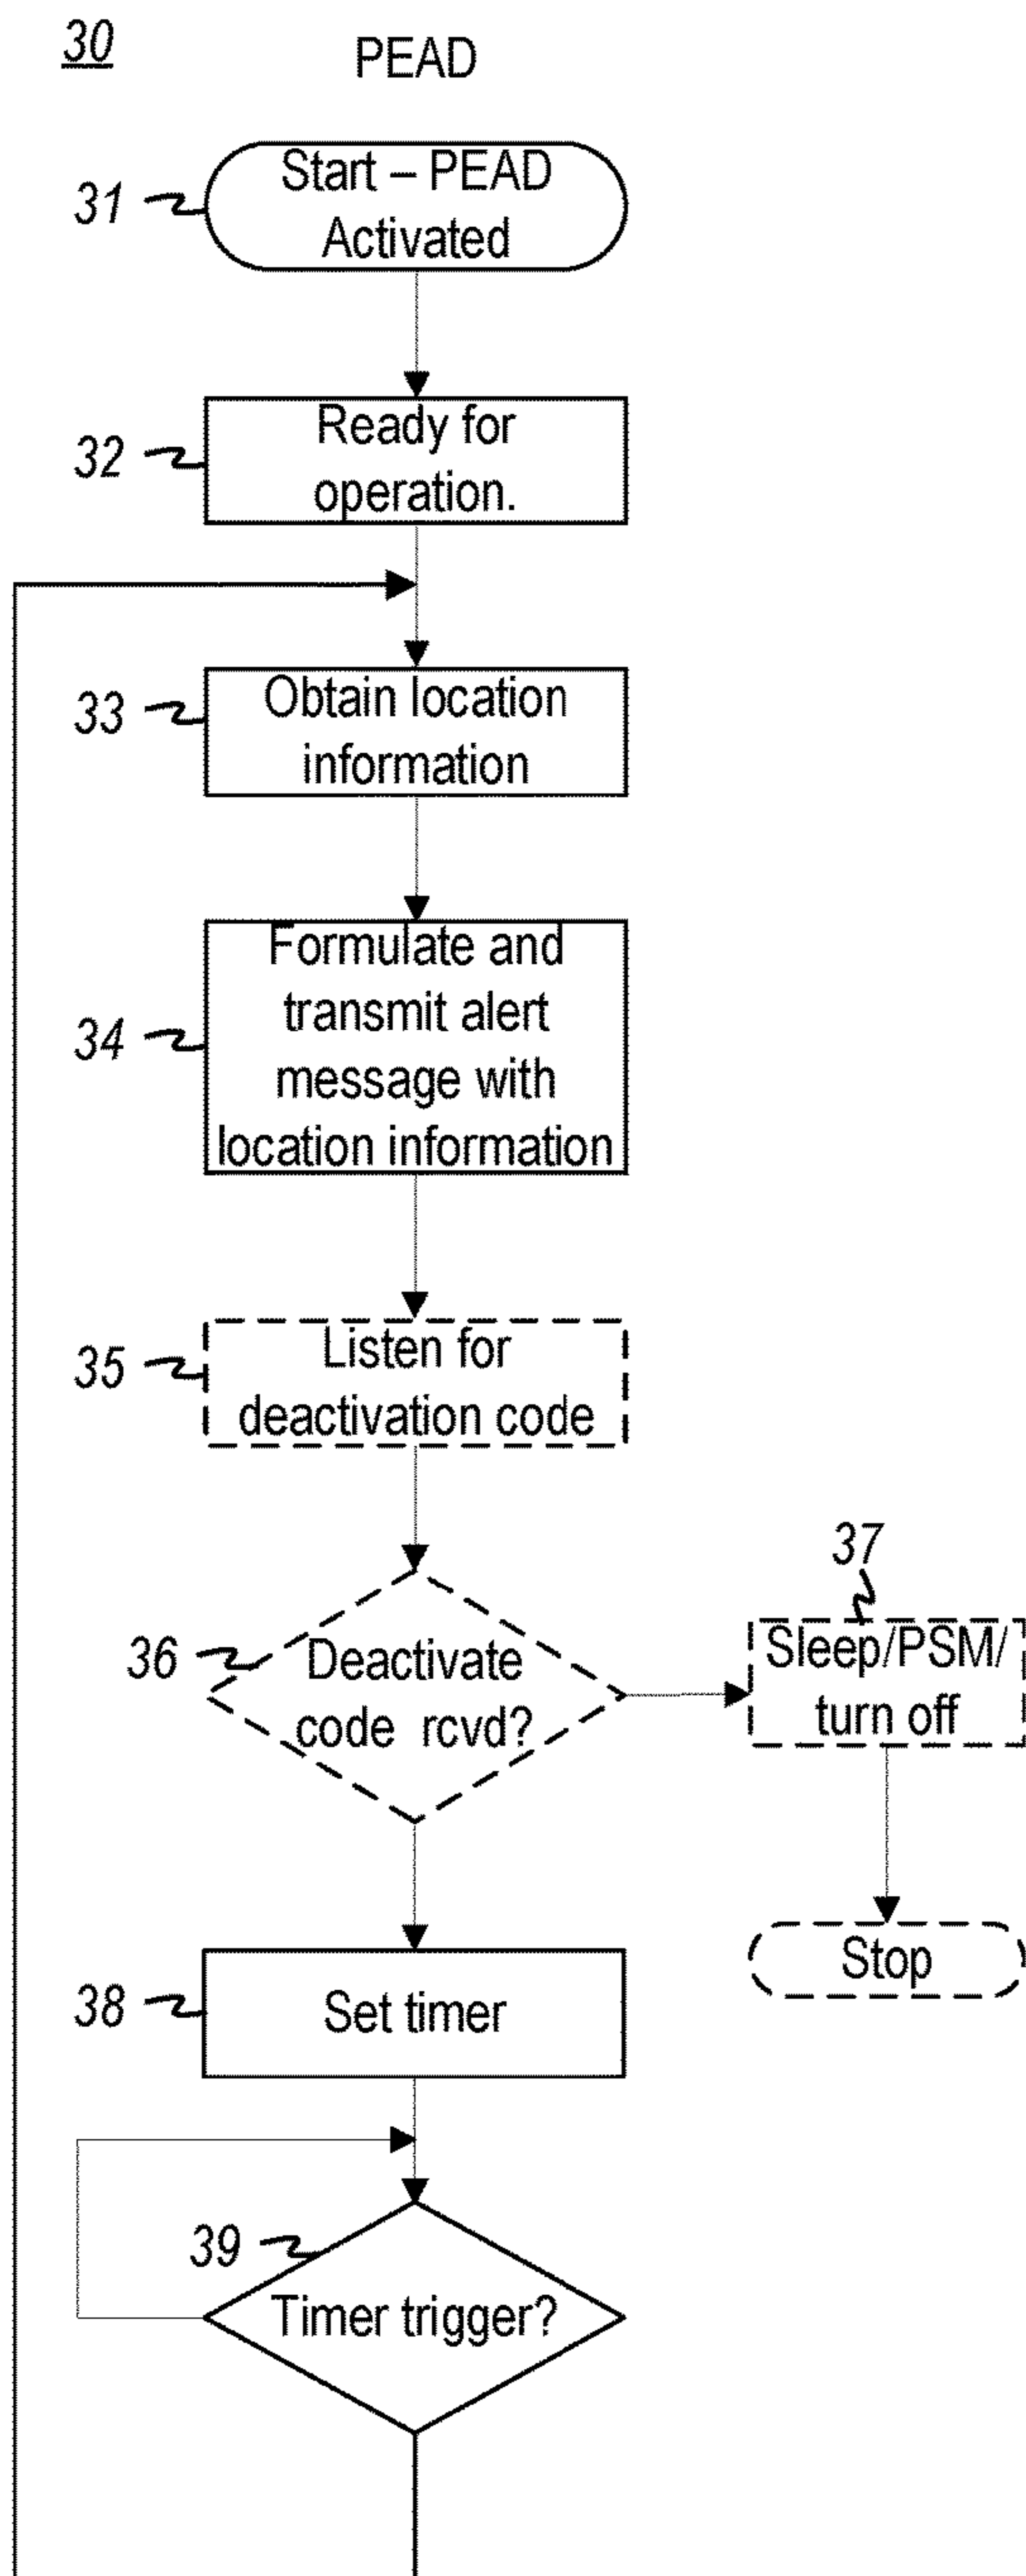 30
PEAD
31
Start – PEAD
Activated
32
Ready for
operation.
33
Obtain location
information
34
Formulate and
transmit alert
message with
location information
35
Listen for
deactivation code
36
Deactivate
code rcvd?
37
Sleep/PSM/
turn off
Stop
38
Set timer
39
Timer trigger?